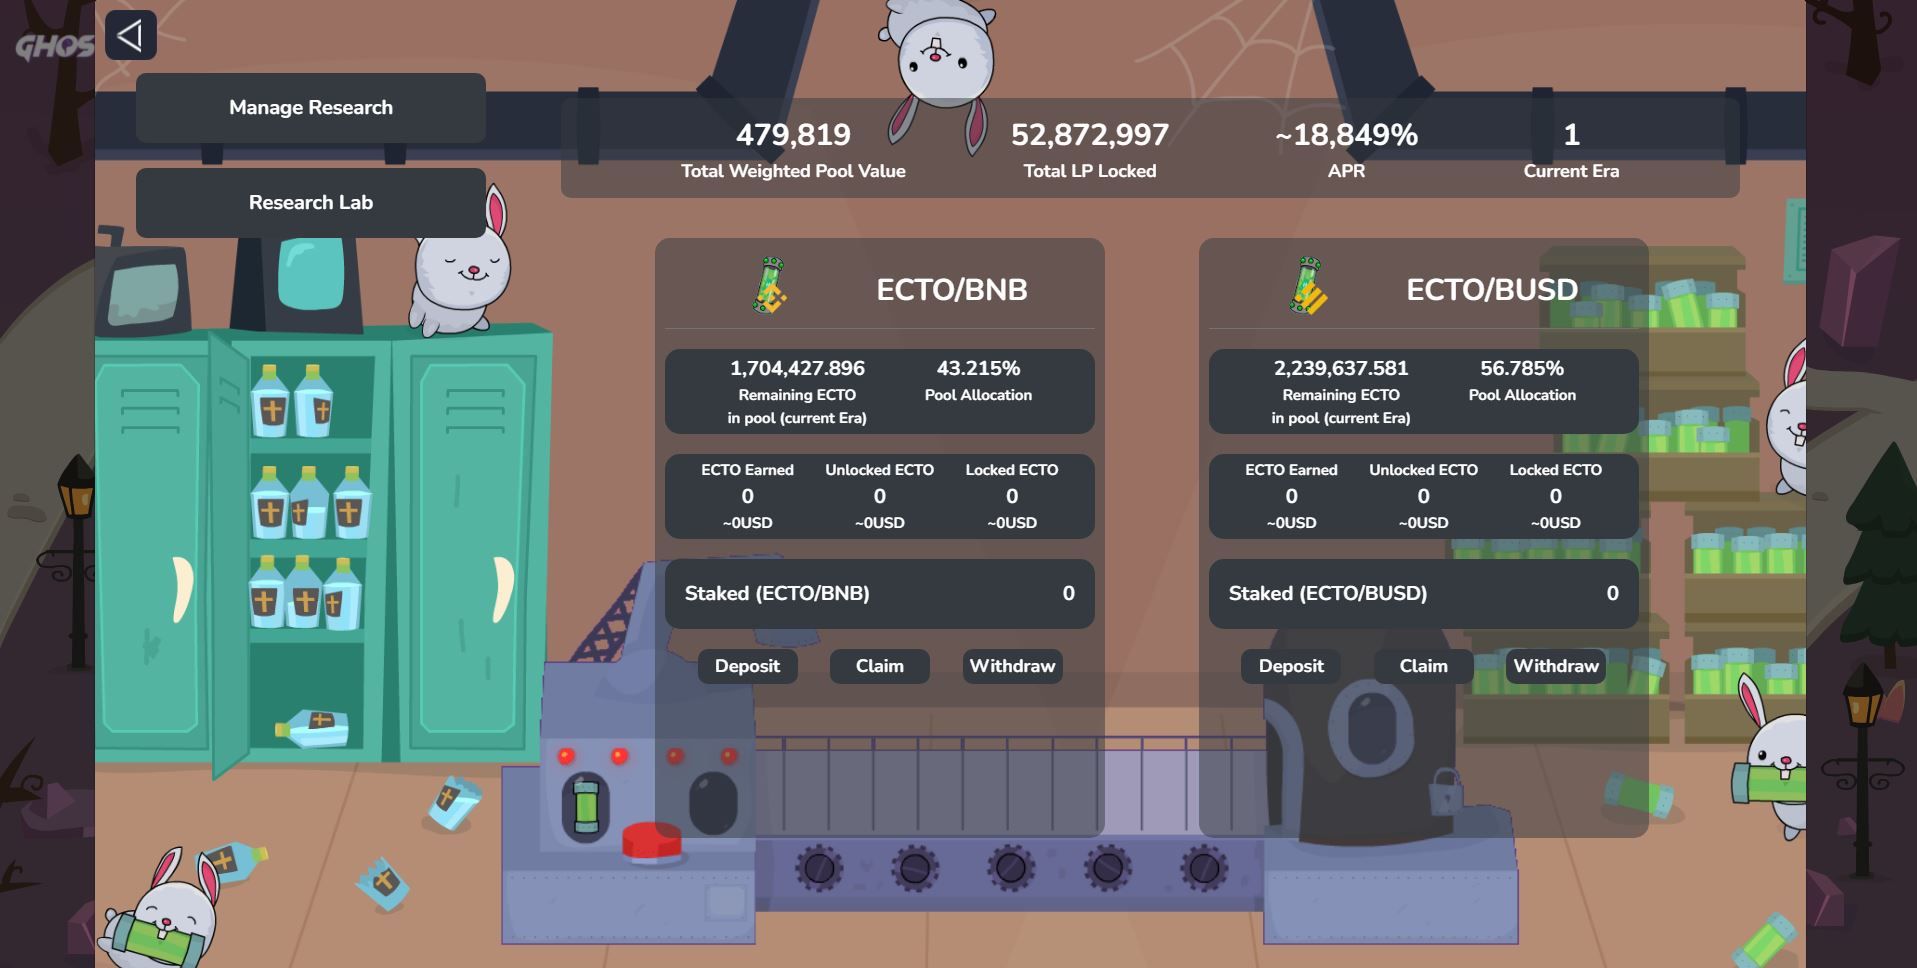 GHOS
Manage Research
Research Lab
479,819
Total Weighted Pool Value
52,872,997
Total LP Locked
~18,849%
APR
1
Current Era
ECTO/BNB
1,704,427.896
Remaining ECTO
in pool (current Era)
43.215%
Pool Allocation
ECTO Earned
0
~0USD
Unlocked ECTO
0
~0USD
Locked ECTO
0
~0USD
Staked (ECTO/BNB) 0
Deposit Claim Withdraw
ECTO/BUSD
2,239,637.581
Remaining ECTO
in pool (current Era)
56.785%
Pool Allocation
ECTO Earned
0
~0USD
Unlocked ECTO
0
~0USD
Locked ECTO
0
~0USD
Staked (ECTO/BUSD) 0
Deposit Claim Withdraw